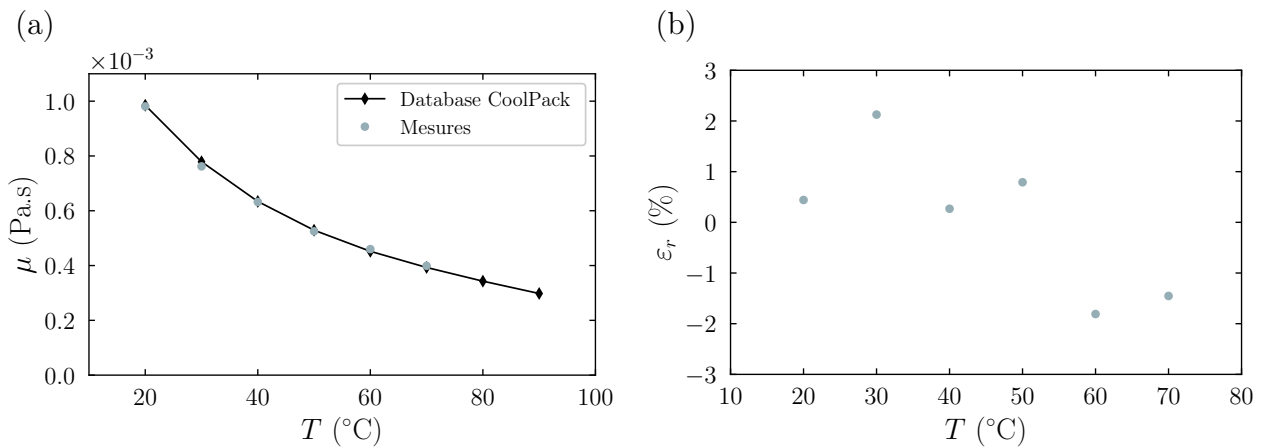 (a)
×10⁻³
1.0
0.8
0.6
0.4
0.2
0.0
μ (Pa.s)
Database CoolPack
Mesures
20 40 60 80 100
T (°C)
(b)
3
2
1
0
−1
−2
−3
εᵣ (%)
10 20 30 40 50 60 70 80
T (°C)